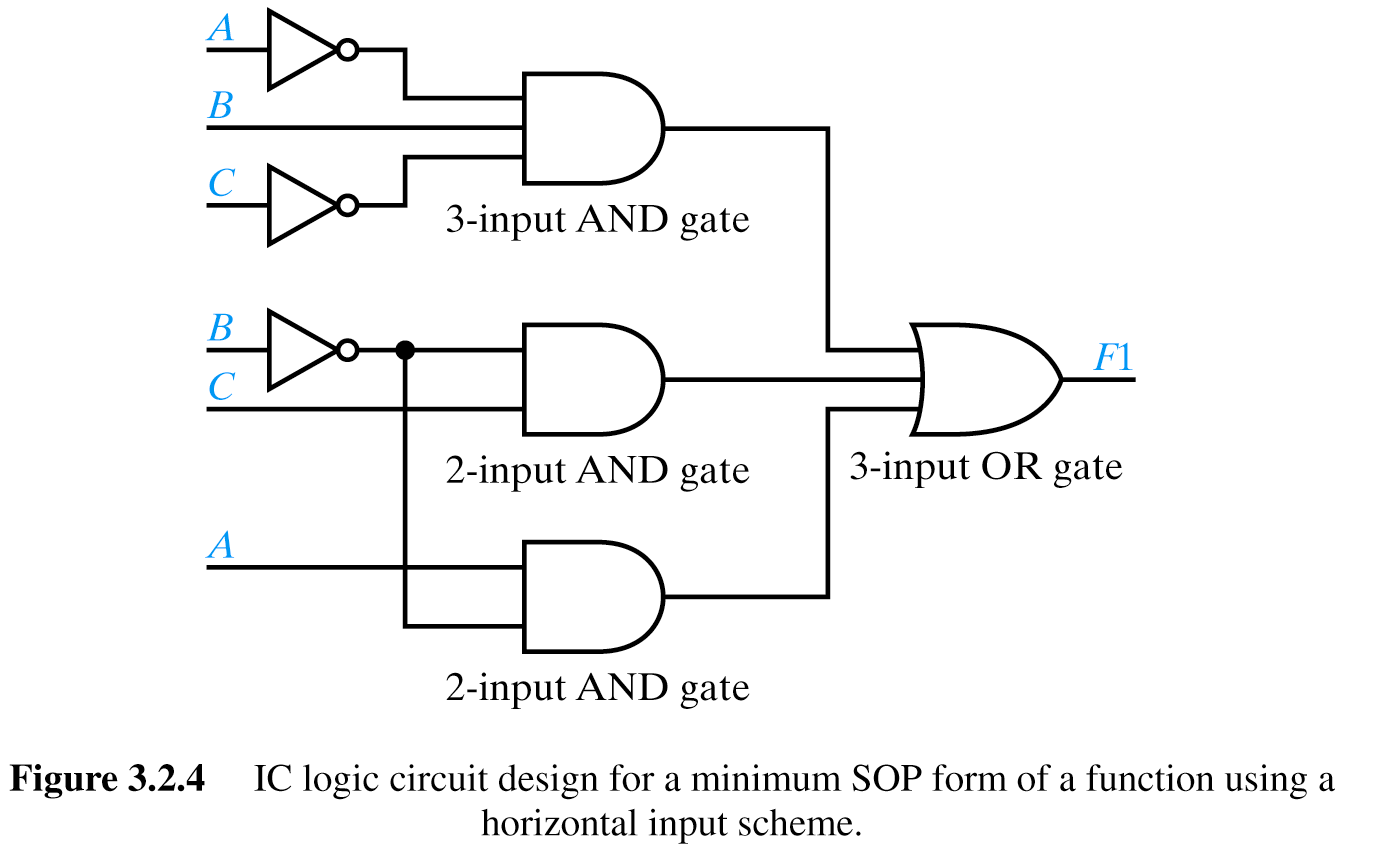 A
B
C
3-input AND gate
B
C
2-input AND gate
3-input OR gate
F1
A
2-input AND gate
Figure 3.2.4 IC logic circuit design for a minimum SOP form of a function using a
horizontal input scheme.